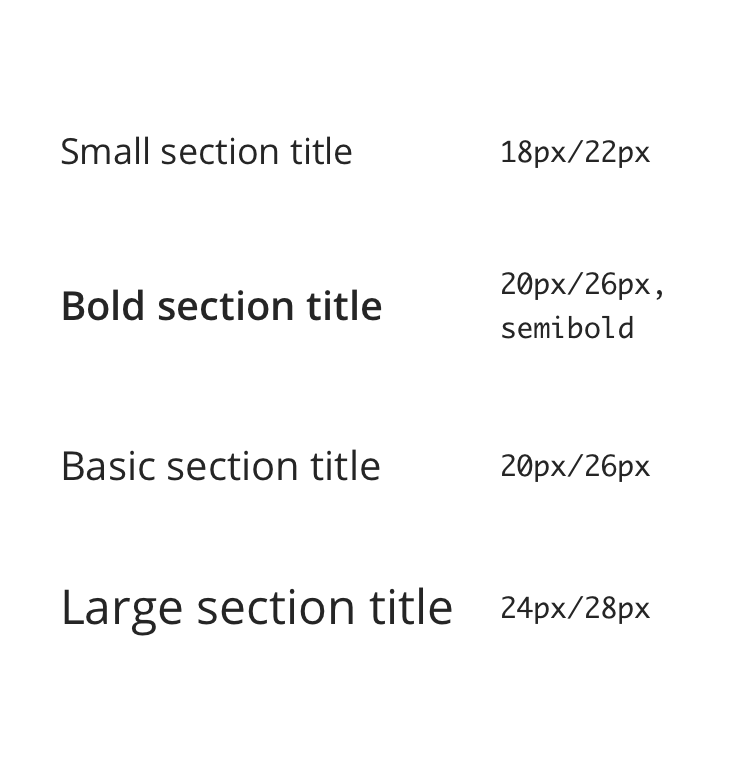 Small section title 18px/22px
Bold section title 20px/26px,
semibold
Basic section title 20px/26px
Large section title 24px/28px